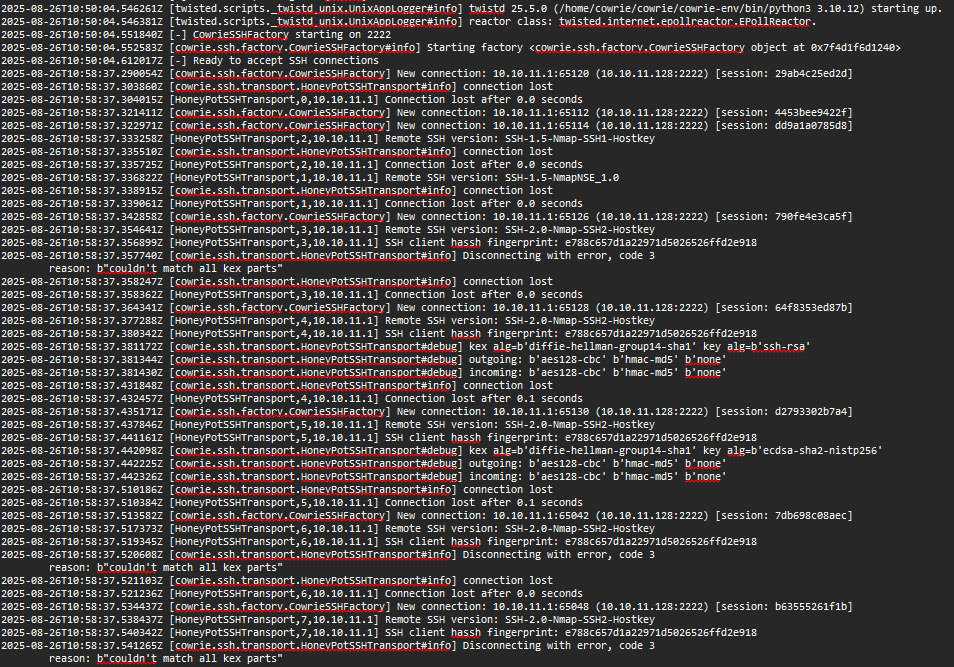 2025-08-26T10:50:04.546261Z [twisted.scripts._twistd_unix.UnixAppLogger#info] twistd 25.5.0 (/home/cowrie/cowrie/cowrie-env/bin/python3 3.10.12) starting up.
2025-08-26T10:50:04.546381Z [twisted.scripts._twistd_unix.UnixAppLogger#info] reactor class: twisted.internet.epollreactor.EPollReactor.
2025-08-26T10:50:04.551840Z [-] CowrieSSHFactory starting on 2222
2025-08-26T10:50:04.552583Z [cowrie.ssh.factory.CowrieSSHFactory#info] Starting factory <cowrie.ssh.factory.CowrieSSHFactory object at 0x7f4d1f6d1240>
2025-08-26T10:50:04.612017Z [-] Ready to accept SSH connections
2025-08-26T10:58:37.290054Z [cowrie.ssh.factory.CowrieSSHFactory] New connection: 10.10.11.1:65120 (10.10.11.128:2222) [session: 29ab4c25ed2d]
2025-08-26T10:58:37.303860Z [cowrie.ssh.transport.HoneyPotSSHTransport#info] connection lost
2025-08-26T10:58:37.304015Z [HoneyPotSSHTransport,0,10.10.11.1] Connection lost after 0.0 seconds
2025-08-26T10:58:37.321411Z [cowrie.ssh.factory.CowrieSSHFactory] New connection: 10.10.11.1:65112 (10.10.11.128:2222) [session: 4453bee9422f]
2025-08-26T10:58:37.322971Z [cowrie.ssh.factory.CowrieSSHFactory] New connection: 10.10.11.1:65114 (10.10.11.128:2222) [session: dd9a1a0785d8]
2025-08-26T10:58:37.333258Z [HoneyPotSSHTransport,2,10.10.11.1] Remote SSH version: SSH-1.5-Nmap-SSH1-Hostkey
2025-08-26T10:58:37.335510Z [cowrie.ssh.transport.HoneyPotSSHTransport#info] connection lost
2025-08-26T10:58:37.335725Z [HoneyPotSSHTransport,2,10.10.11.1] Connection lost after 0.0 seconds
2025-08-26T10:58:37.336822Z [HoneyPotSSHTransport,1,10.10.11.1] Remote SSH version: SSH-1.5-NmapNSE_1.0
2025-08-26T10:58:37.338915Z [cowrie.ssh.transport.HoneyPotSSHTransport#info] connection lost
2025-08-26T10:58:37.339061Z [HoneyPotSSHTransport,1,10.10.11.1] Connection lost after 0.0 seconds
2025-08-26T10:58:37.342858Z [cowrie.ssh.factory.CowrieSSHFactory] New connection: 10.10.11.1:65126 (10.10.11.128:2222) [session: 790fe4e3ca5f]
2025-08-26T10:58:37.354641Z [HoneyPotSSHTransport,3,10.10.11.1] Remote SSH version: SSH-2.0-Nmap-SSH2-Hostkey
2025-08-26T10:58:37.356899Z [HoneyPotSSHTransport,3,10.10.11.1] SSH client hassh fingerprint: e788c657d1a22971d5026526ffd2e918
2025-08-26T10:58:37.357740Z [cowrie.ssh.transport.HoneyPotSSHTransport#info] Disconnecting with error, code 3
reason: b"couldn't match all kex parts"
2025-08-26T10:58:37.358247Z [cowrie.ssh.transport.HoneyPotSSHTransport#info] connection lost
2025-08-26T10:58:37.358362Z [HoneyPotSSHTransport,3,10.10.11.1] Connection lost after 0.0 seconds
2025-08-26T10:58:37.364341Z [cowrie.ssh.factory.CowrieSSHFactory] New connection: 10.10.11.1:65128 (10.10.11.128:2222) [session: 64f8353ed87b]
2025-08-26T10:58:37.377288Z [HoneyPotSSHTransport,4,10.10.11.1] Remote SSH version: SSH-2.0-Nmap-SSH2-Hostkey
2025-08-26T10:58:37.380342Z [HoneyPotSSHTransport,4,10.10.11.1] SSH client hassh fingerprint: e788c657d1a22971d5026526ffd2e918
2025-08-26T10:58:37.381172Z [cowrie.ssh.transport.HoneyPotSSHTransport#debug] kex alg=b'diffie-hellman-group14-sha1' key alg=b'ssh-rsa'
2025-08-26T10:58:37.381344Z [cowrie.ssh.transport.HoneyPotSSHTransport#debug] outgoing: b'aes128-cbc' b'hmac-md5' b'none'
2025-08-26T10:58:37.381430Z [cowrie.ssh.transport.HoneyPotSSHTransport#debug] incoming: b'aes128-cbc' b'hmac-md5' b'none'
2025-08-26T10:58:37.431848Z [cowrie.ssh.transport.HoneyPotSSHTransport#info] connection lost
2025-08-26T10:58:37.432457Z [HoneyPotSSHTransport,4,10.10.11.1] Connection lost after 0.1 seconds
2025-08-26T10:58:37.435171Z [cowrie.ssh.factory.CowrieSSHFactory] New connection: 10.10.11.1:65130 (10.10.11.128:2222) [session: d2793302b7a4]
2025-08-26T10:58:37.437846Z [HoneyPotSSHTransport,5,10.10.11.1] Remote SSH version: SSH-2.0-Nmap-SSH2-Hostkey
2025-08-26T10:58:37.441161Z [HoneyPotSSHTransport,5,10.10.11.1] SSH client hassh fingerprint: e788c657d1a22971d5026526ffd2e918
2025-08-26T10:58:37.442098Z [cowrie.ssh.transport.HoneyPotSSHTransport#debug] kex alg=b'diffie-hellman-group14-sha1' key alg=b'ecdsa-sha2-nistp256'
2025-08-26T10:58:37.442225Z [cowrie.ssh.transport.HoneyPotSSHTransport#debug] outgoing: b'aes128-cbc' b'hmac-md5' b'none'
2025-08-26T10:58:37.442326Z [cowrie.ssh.transport.HoneyPotSSHTransport#debug] incoming: b'aes128-cbc' b'hmac-md5' b'none'
2025-08-26T10:58:37.510186Z [cowrie.ssh.transport.HoneyPotSSHTransport#info] connection lost
2025-08-26T10:58:37.510384Z [HoneyPotSSHTransport,5,10.10.11.1] Connection lost after 0.1 seconds
2025-08-26T10:58:37.513582Z [cowrie.ssh.factory.CowrieSSHFactory] New connection: 10.10.11.1:65042 (10.10.11.128:2222) [session: 7db698c08aec]
2025-08-26T10:58:37.517373Z [HoneyPotSSHTransport,6,10.10.11.1] Remote SSH version: SSH-2.0-Nmap-SSH2-Hostkey
2025-08-26T10:58:37.519345Z [HoneyPotSSHTransport,6,10.10.11.1] SSH client hassh fingerprint: e788c657d1a22971d5026526ffd2e918
2025-08-26T10:58:37.520608Z [cowrie.ssh.transport.HoneyPotSSHTransport#info] Disconnecting with error, code 3
reason: b"couldn't match all kex parts"
2025-08-26T10:58:37.521103Z [cowrie.ssh.transport.HoneyPotSSHTransport#info] connection lost
2025-08-26T10:58:37.521236Z [HoneyPotSSHTransport,6,10.10.11.1] Connection lost after 0.0 seconds
2025-08-26T10:58:37.534437Z [cowrie.ssh.factory.CowrieSSHFactory] New connection: 10.10.11.1:65048 (10.10.11.128:2222) [session: b63555261f1b]
2025-08-26T10:58:37.538437Z [HoneyPotSSHTransport,7,10.10.11.1] Remote SSH version: SSH-2.0-Nmap-SSH2-Hostkey
2025-08-26T10:58:37.540342Z [HoneyPotSSHTransport,7,10.10.11.1] SSH client hassh fingerprint: e788c657d1a22971d5026526ffd2e918
2025-08-26T10:58:37.541265Z [cowrie.ssh.transport.HoneyPotSSHTransport#info] Disconnecting with error, code 3
reason: b"couldn't match all kex parts"